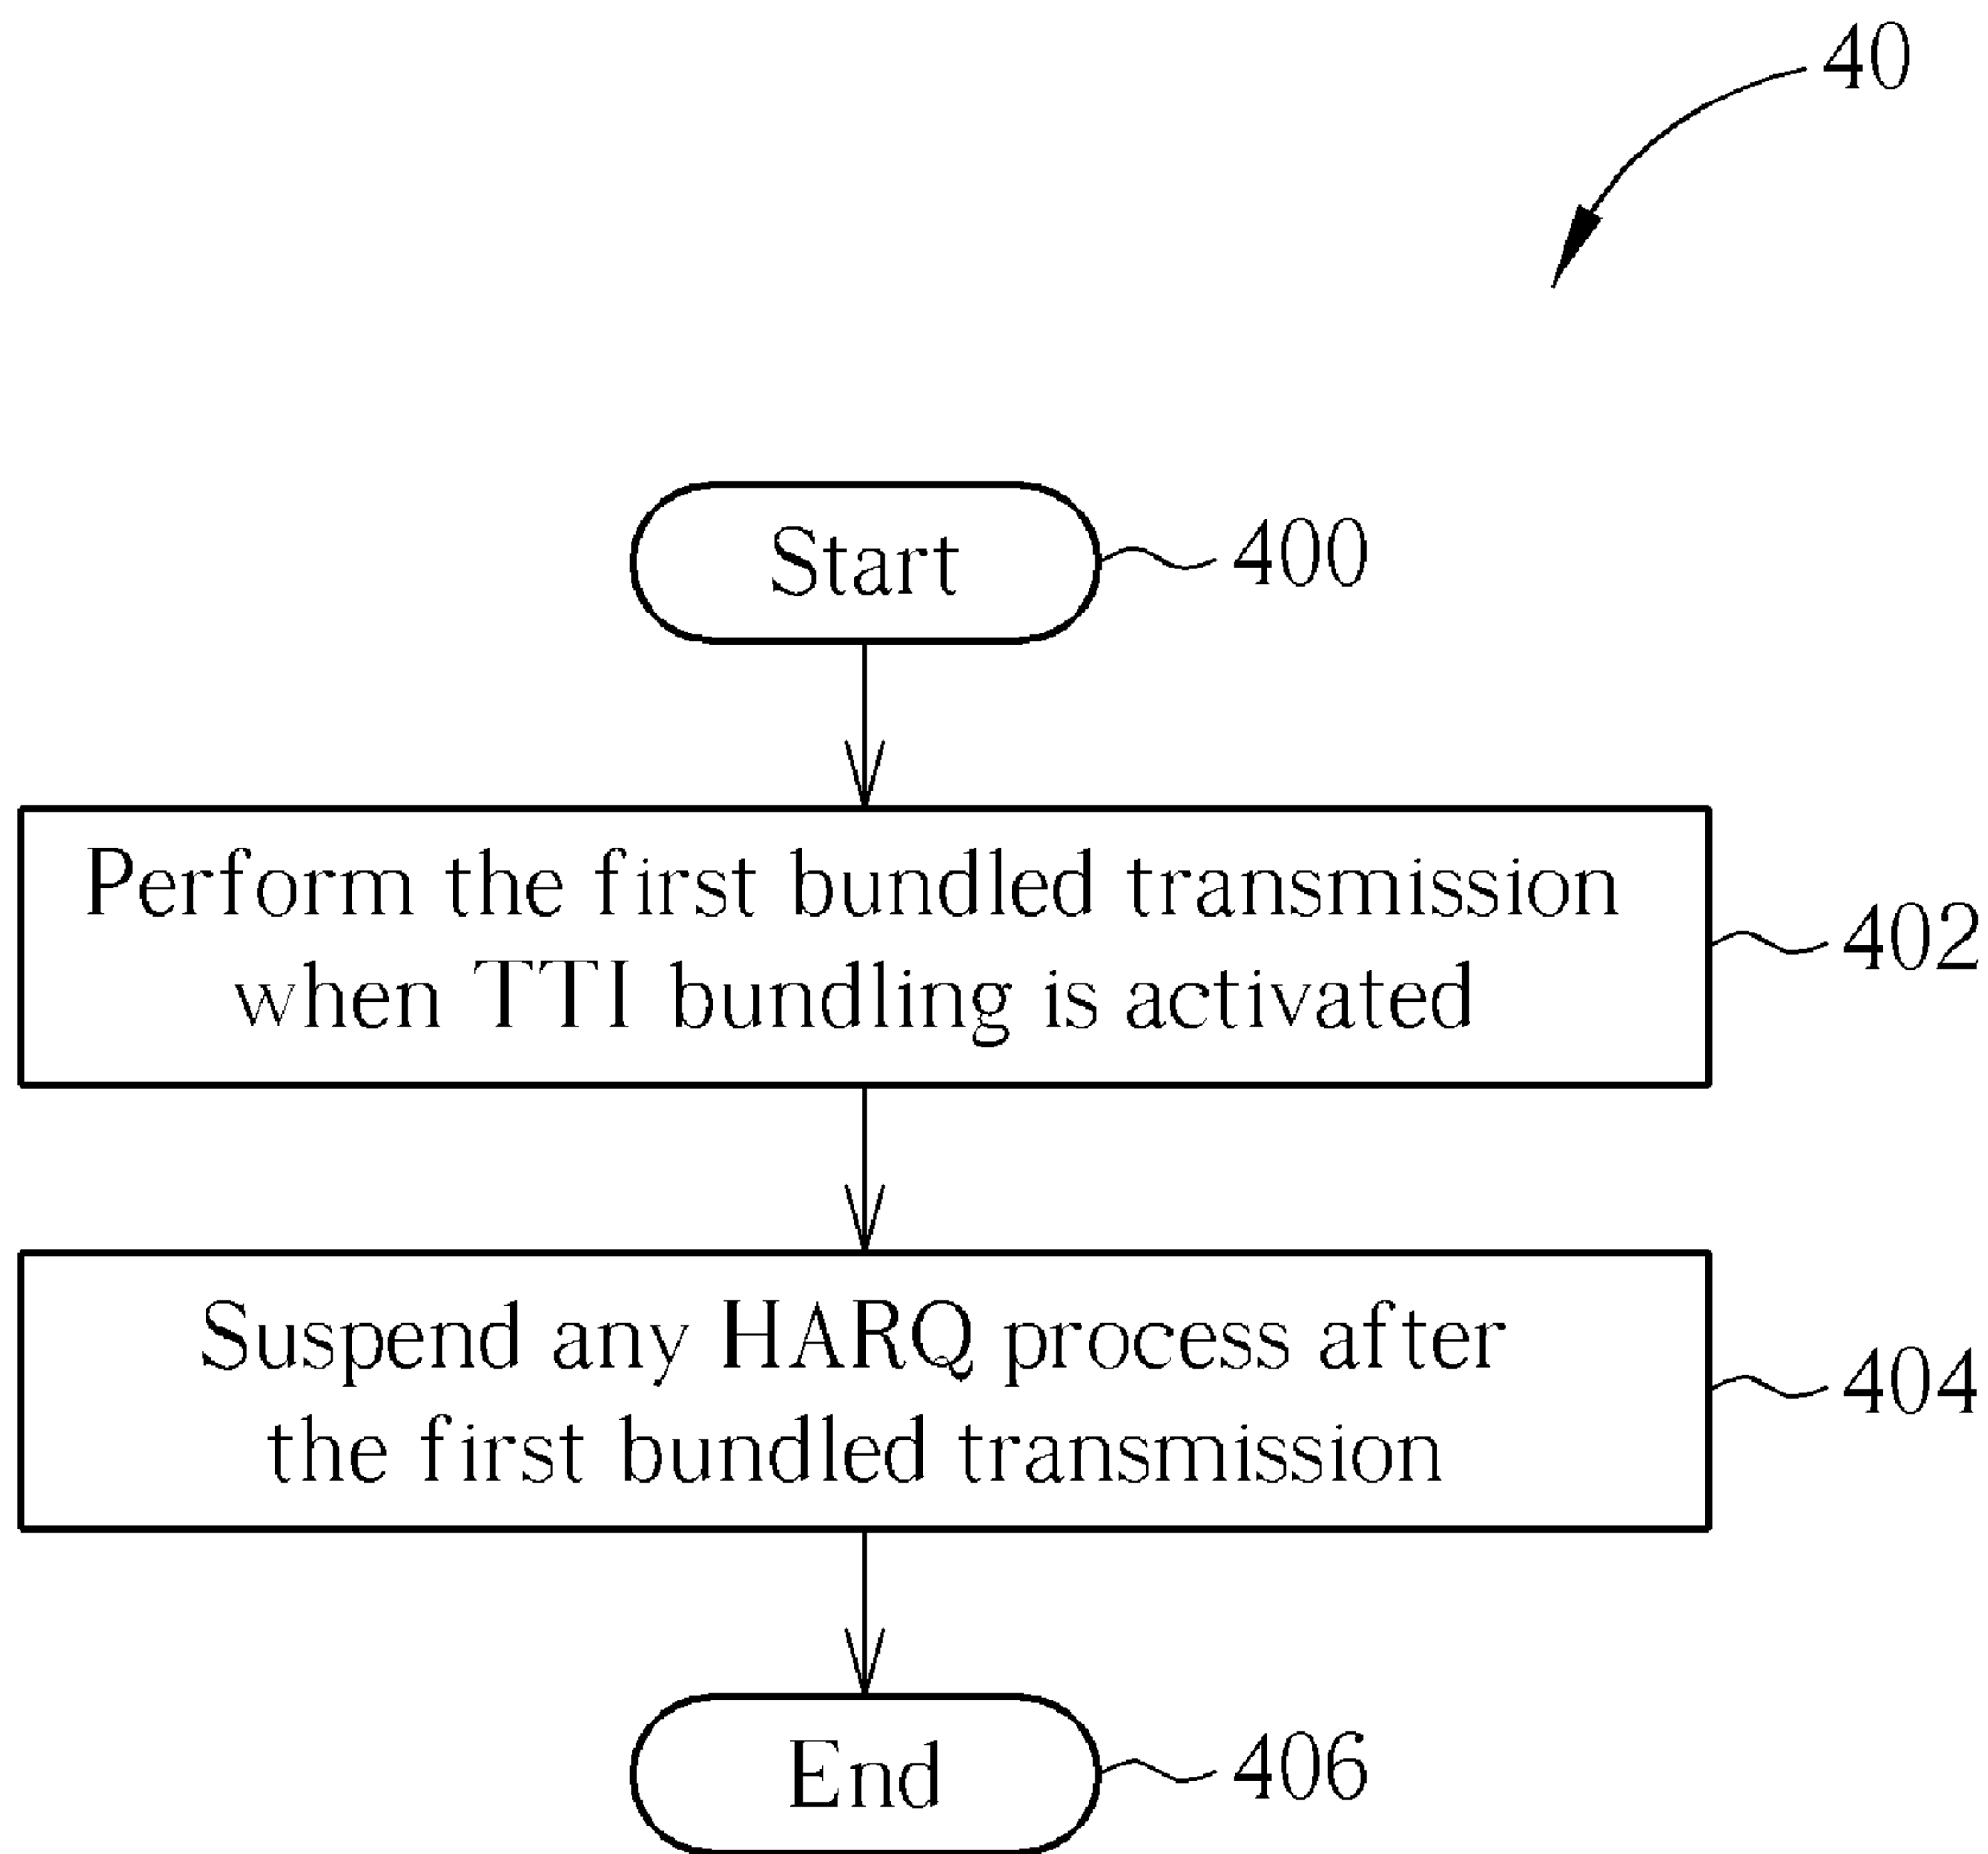 40
Start
400
Perform the first bundled transmission
when TTI bundling is activated
402
Suspend any HARQ process after
the first bundled transmission
404
End
406